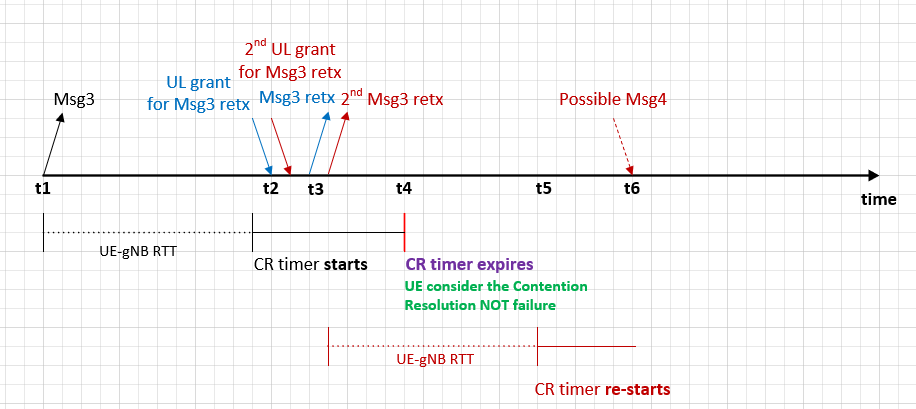 2nd UL grant
for Msg3 retx
UL grant
for Msg3 retx
Msg3
Msg3 retx
2nd Msg3 retx
Possible Msg4
t1
t2
t3
t4
t5
t6
time
UE-gNB RTT
CR timer starts
CR timer expires
UE consider the Contention
Resolution NOT failure
UE-gNB RTT
CR timer re-starts